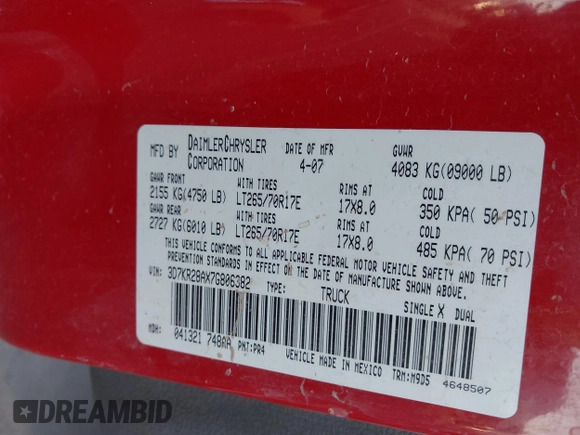 MFD BY DAIMLERCHRYSLER CORPORATION DATE OF MFR 4-07 GVWR 4083 KG(09000 LB)
GAWR FRONT WITH TIRES RIMS AT COLD
2155 KG(4750 LB) LT265/70R17E 17X8.0 350 KPA( 50 PSI)
GAWR REAR WITH TIRES RIMS AT COLD
2727 KG(6010 LB) LT265/70R17E 17X8.0 485 KPA( 70 PSI)
THIS VEHICLE CONFORMS TO ALL APPLICABLE FEDERAL MOTOR VEHICLE SAFETY AND THEFT
PREVENTION STANDARDS IN EFFECT ON THE DATE OF MANUFACTURE SHOWN ABOVE.
VIN: 3D7KR28AX7G806382 TYPE: TRUCK SINGLE X DUAL
MDH: 041321 748AA PNT:PR4 VEHICLE MADE IN MEXICO TRM:M9D5 4648507
DREAMBID